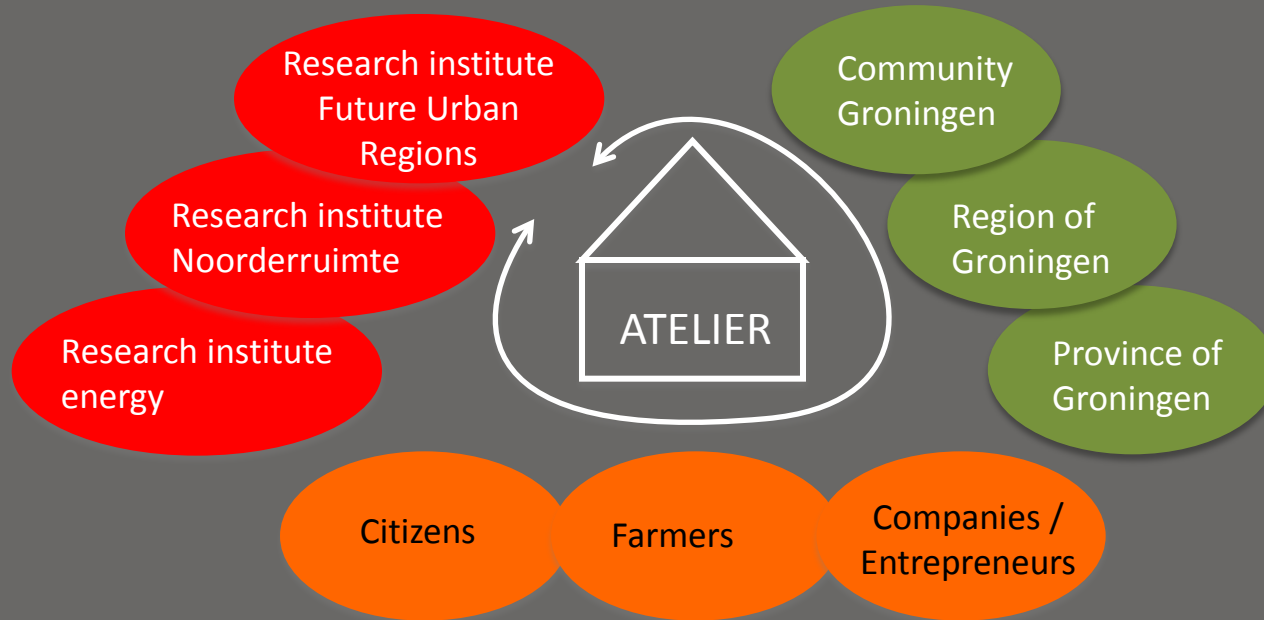 Research institute
Future Urban
Regions
Research institute
Noorderruimte
Research institute
energy
ATELIER
Community
Groningen
Region of
Groningen
Province of
Groningen
Citizens
Farmers
Companies /
Entrepreneurs